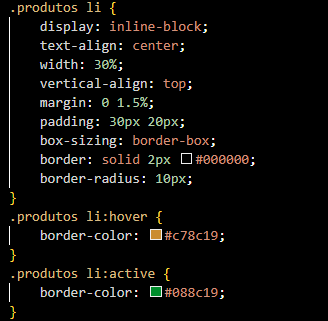 .produtos li {
display: inline-block;
text-align: center;
width: 30%;
vertical-align: top;
margin: 0 1.5%;
padding: 30px 20px;
box-sizing: border-box;
border: solid 2px #000000;
border-radius: 10px;
}
.produtos li:hover {
border-color: #c78c19;
}
.produtos li:active {
border-color: #088c19;
}